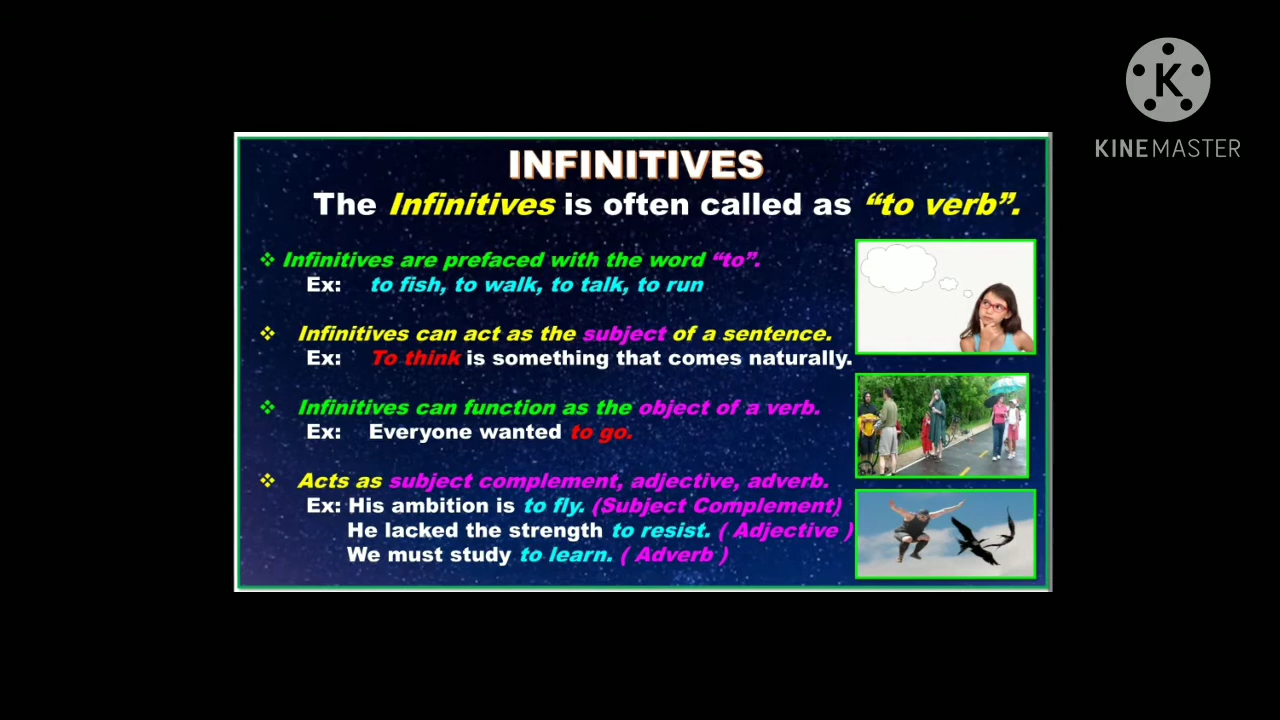 K
KINEMASTER
INFINITIVES
The Infinitives is often called as “to verb”.
Infinitives are prefaced with the word “to”.
Ex: to fish, to walk, to talk, to run
Infinitives can act as the subject of a sentence.
Ex: To think is something that comes naturally.
Infinitives can function as the object of a verb.
Ex: Everyone wanted to go.
Acts as subject complement, adjective, adverb.
Ex: His ambition is to fly. (Subject Complement)
He lacked the strength to resist. ( Adjective )
We must study to learn. ( Adverb )